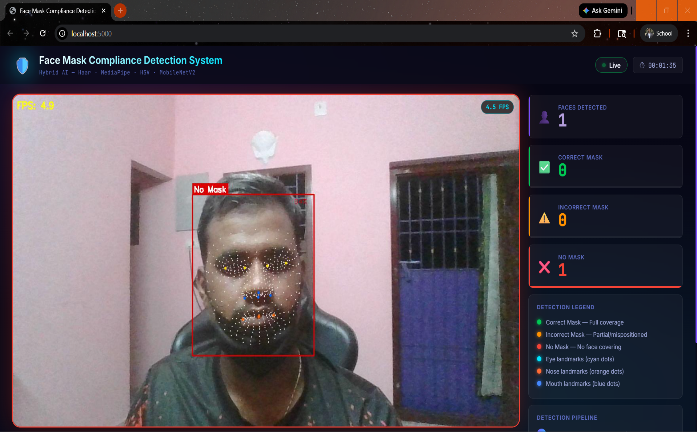 Face Mask Compliance Detecti
Ask Gemini
localhost:5000
School
Face Mask Compliance Detection System
Hybrid AI — Haar · MediaPipe · HSV · MobileNetV2
Live
00:01:35
FPS: 4.9
4.5 FPS
No Mask
FACES DETECTED
1
CORRECT MASK
0
INCORRECT MASK
0
NO MASK
1
DETECTION LEGEND
Correct Mask — Full coverage
Incorrect Mask — Partial/mispositioned
No Mask — No face covering
Eye landmarks (cyan dots)
Nose landmarks (orange dots)
Mouth landmarks (blue dots)
DETECTION PIPELINE